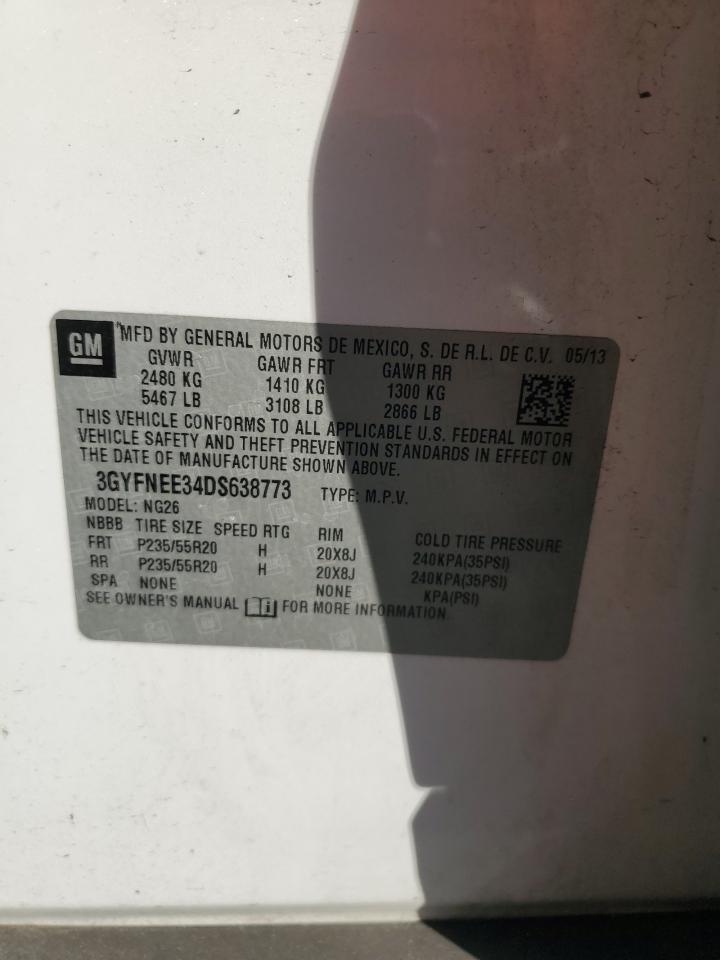 GM
*MFD BY GENERAL MOTORS DE MEXICO, S. DE R.L. DE C.V. 05/13
GVWR GAWR FRT GAWR RR
2480 KG 1410 KG 1300 KG
5467 LB 3108 LB 2866 LB
THIS VEHICLE CONFORMS TO ALL APPLICABLE U.S. FEDERAL MOTOR
VEHICLE SAFETY AND THEFT PREVENTION STANDARDS IN EFFECT ON
THE DATE OF MANUFACTURE SHOWN ABOVE.
3GYFNEE34DS638773 TYPE: M.P.V.
MODEL: NG26
NBBB TIRE SIZE SPEED RTG RIM COLD TIRE PRESSURE
FRT P235/55R20 H 20X8J 240KPA(35PSI)
RR P235/55R20 H 20X8J 240KPA(35PSI)
SPA NONE NONE KPA(PSI)
SEE OWNER'S MANUAL i FOR MORE INFORMATION.